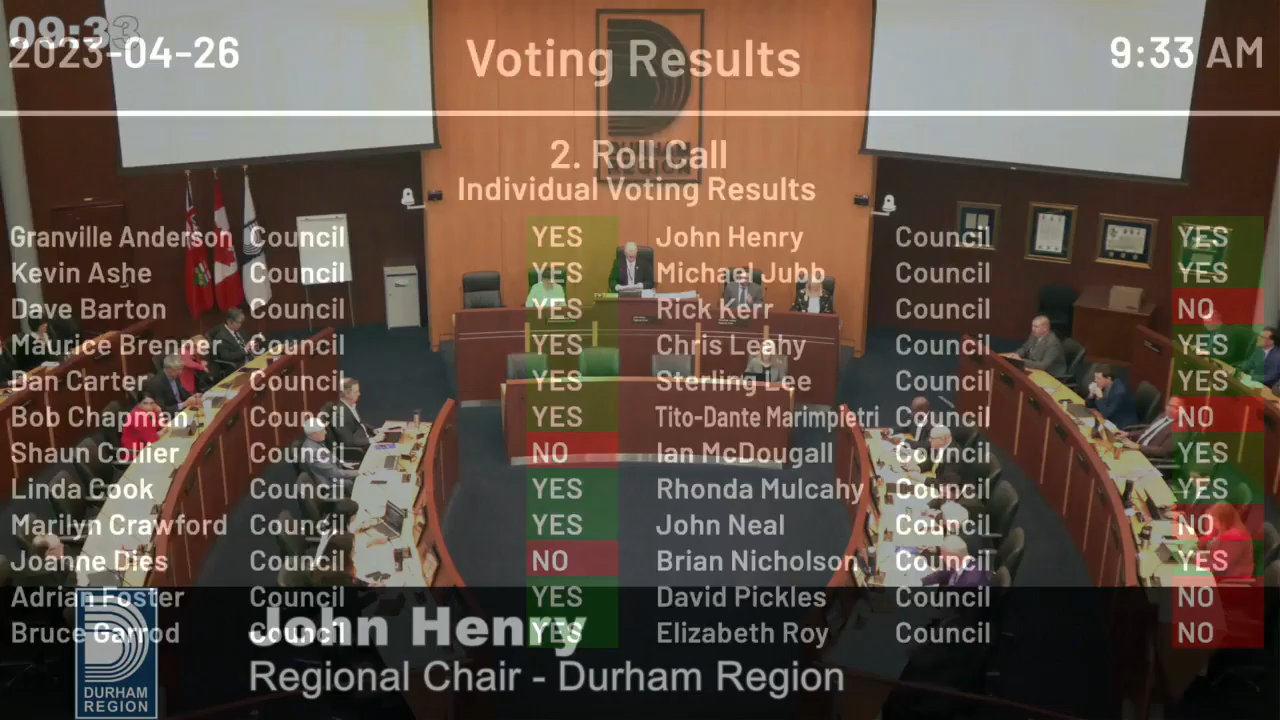 09:33
2023-04-26
Voting Results
9:33 AM
2. Roll Call
Individual Voting Results
Granville Anderson Council YES John Henry Council YES
Kevin Ashe Council YES Michael Jubb Council YES
Dave Barton Council YES Rick Kerr Council NO
Maurice Brenner Council YES Chris Leahy Council YES
Dan Carter Council YES Sterling Lee Council YES
Bob Chapman Council YES Tito-Dante Marimpietri Council NO
Shaun Collier Council NO Ian McDougall Council YES
Linda Cook Council YES Rhonda Mulcahy Council YES
Marilyn Crawford Council YES John Neal Council NO
Joanne Dies Council NO Brian Nicholson Council YES
Adrian Foster Council YES David Pickles Council NO
Bruce Garrod Council YES Elizabeth Roy Council NO
John Henry
Regional Chair - Durham Region
DURHAM
REGION
DURHAM
REGION